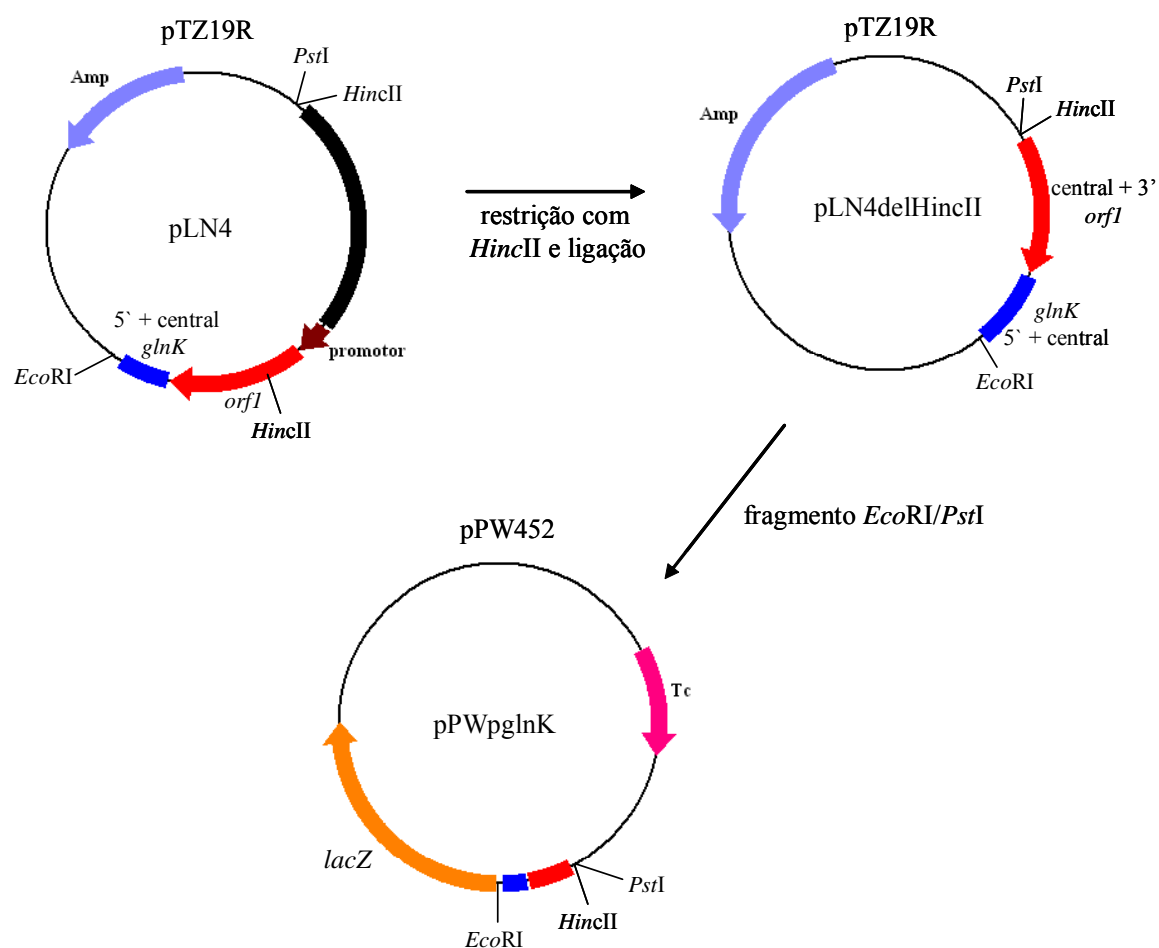 pTZ19R
Amp
PstI
HincII
pLN4
5` + central
glnK
EcoRI
orf1
HincII
promotor
restrição com
HincII e ligação
pTZ19R
Amp
PstI
HincII
pLN4delHincII
central + 3’
orf1
glnK
5` + central
EcoRI
fragmento EcoRI/PstI
pPW452
Tc
pPWpglnK
lacZ
PstI
HincII
EcoRI